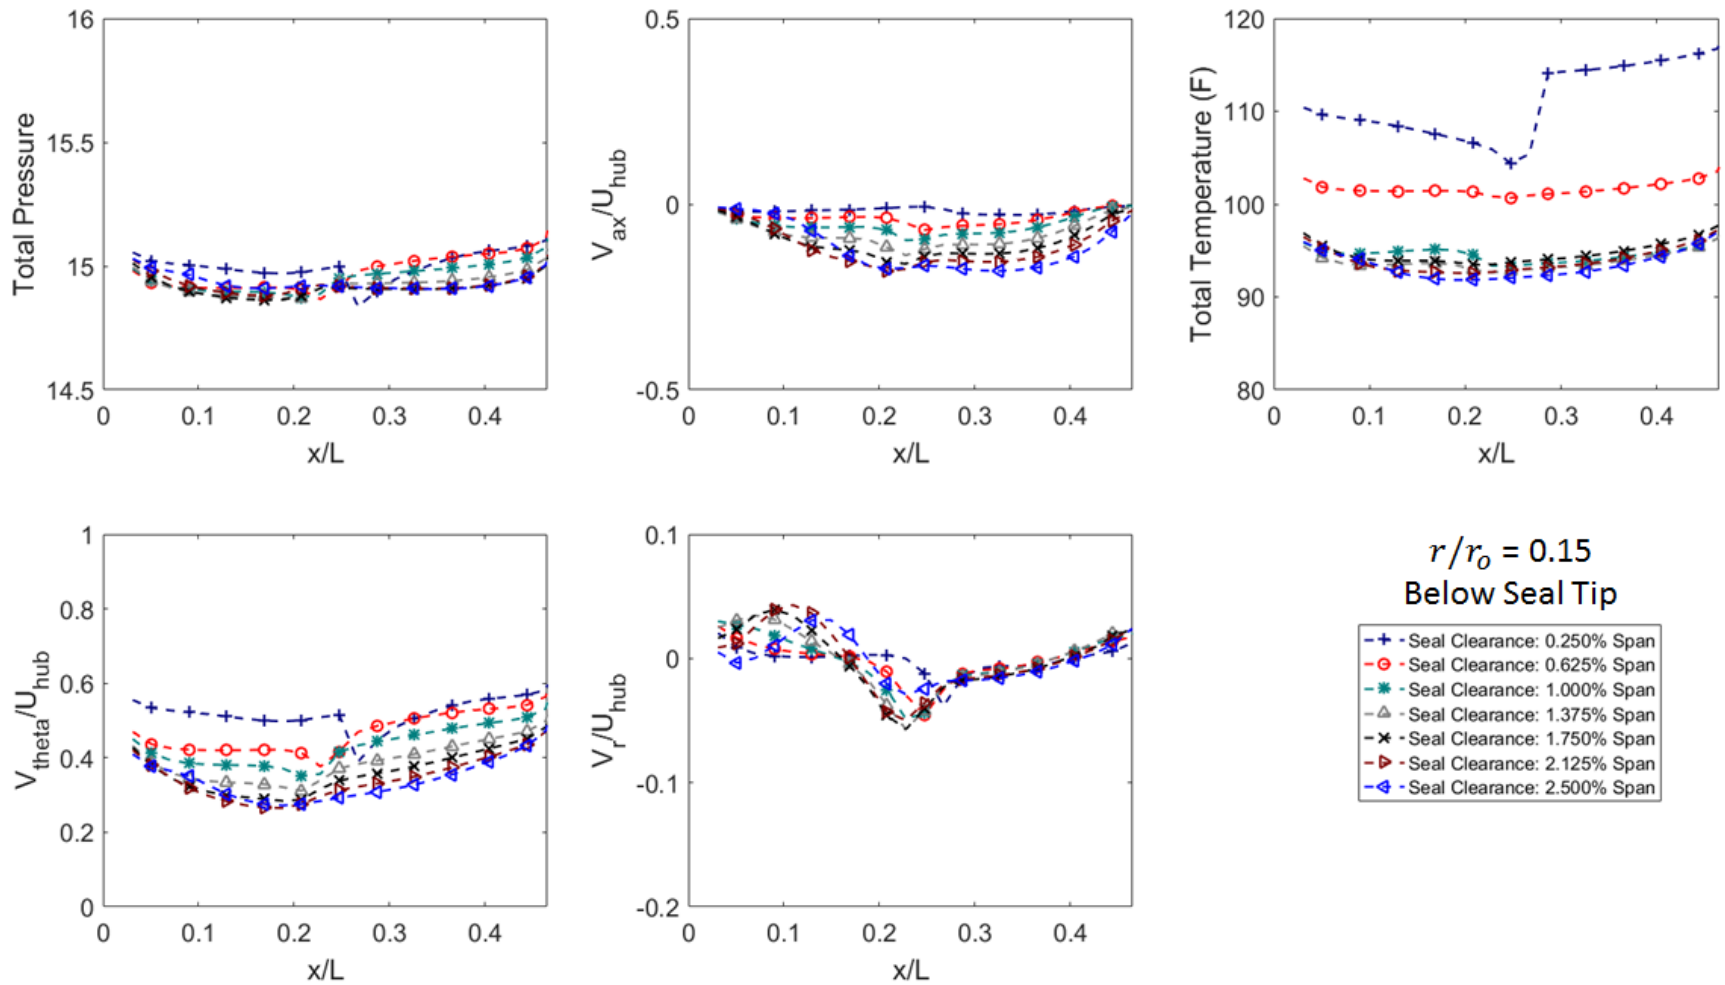 16
15.5
15
14.5
Total Pressure
0
0.1
0.2
0.3
0.4
x/L
0.5
0
-0.5
V_ax/U_hub
0
0.1
0.2
0.3
0.4
x/L
120
110
100
90
80
Total Temperature (F)
0
0.1
0.2
0.3
0.4
x/L
1
0.8
0.6
0.4
0.2
0
V_theta/U_hub
0
0.1
0.2
0.3
0.4
x/L
0.1
0
-0.1
-0.2
V_r/U_hub
0
0.1
0.2
0.3
0.4
x/L
r/r_o = 0.15
Below Seal Tip
Seal Clearance: 0.250% Span
Seal Clearance: 0.625% Span
Seal Clearance: 1.000% Span
Seal Clearance: 1.375% Span
Seal Clearance: 1.750% Span
Seal Clearance: 2.125% Span
Seal Clearance: 2.500% Span